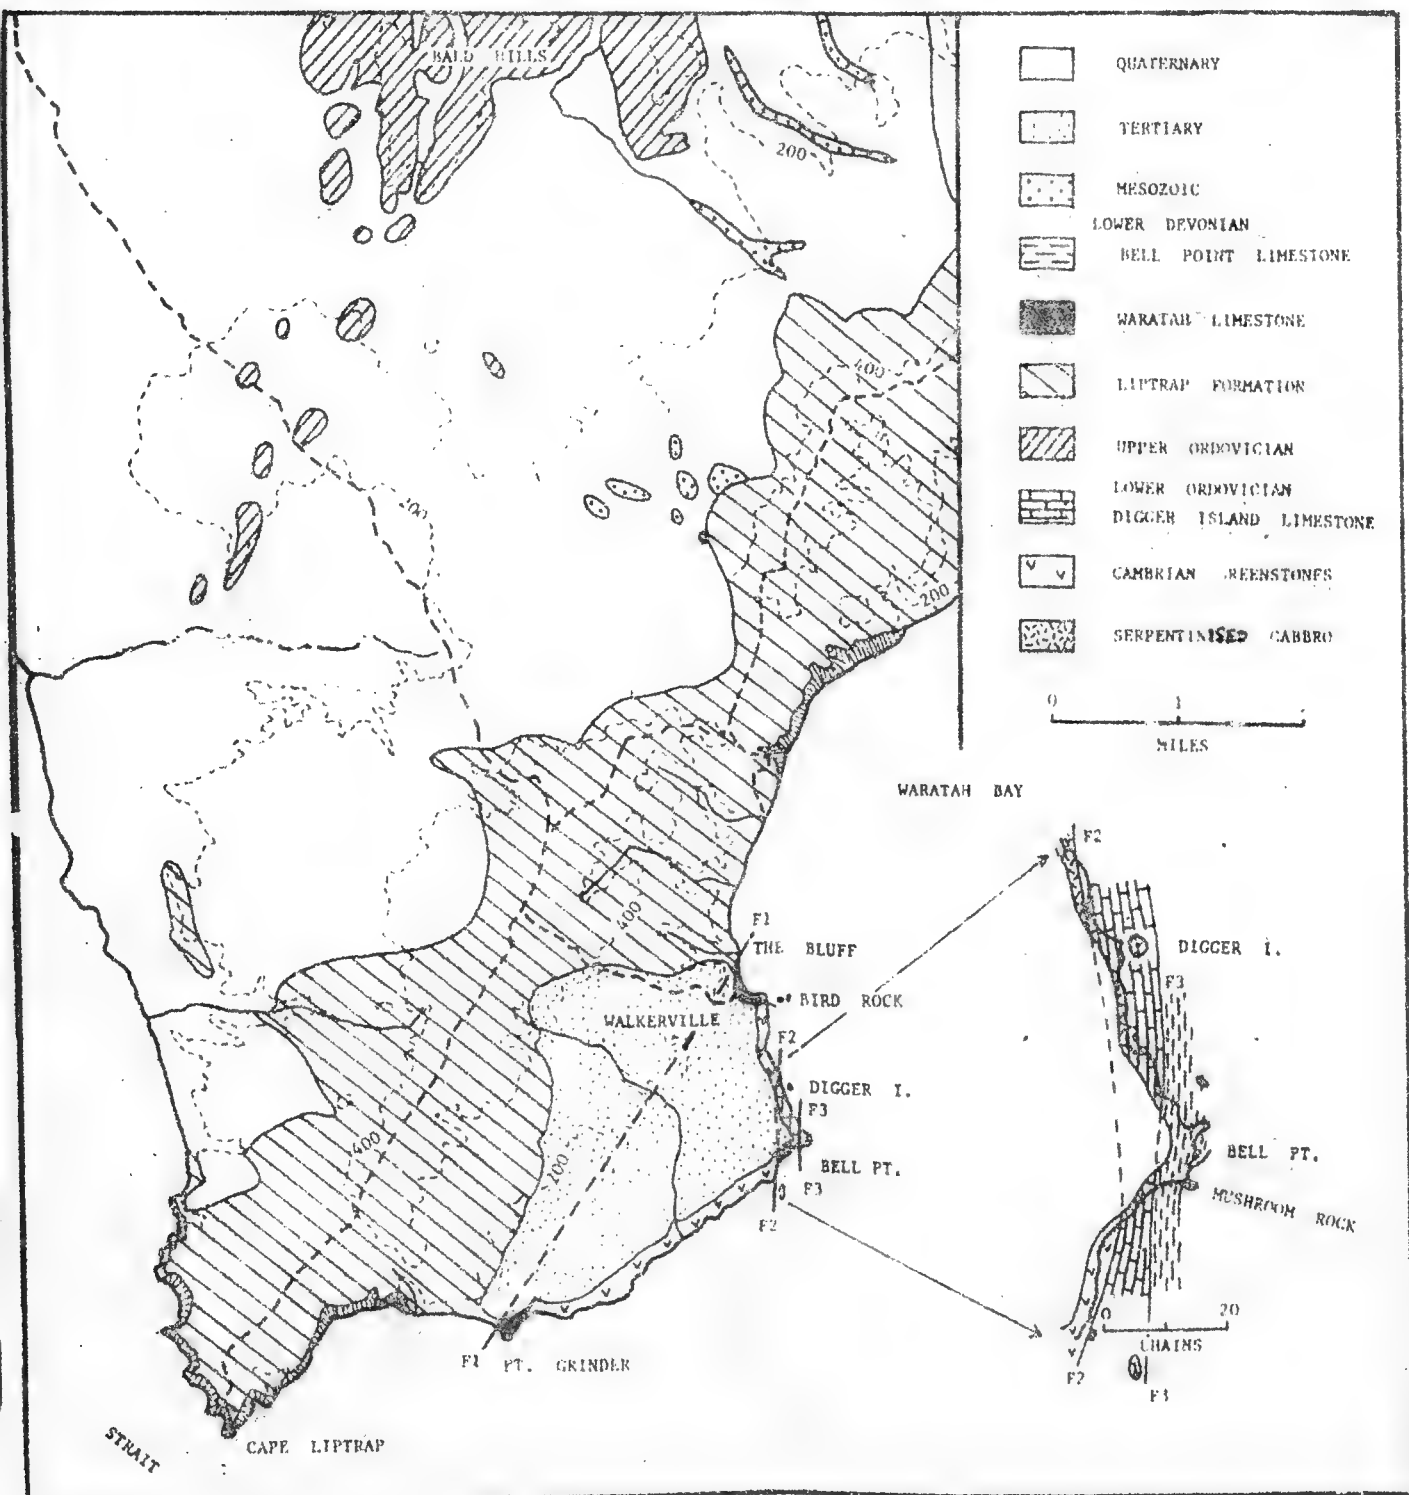 BALD HILLS
200
400
200
200
400
400
200
WARATAH BAY
F1
THE BLUFF
BIRD ROCK
WALKERVILLE
F2
DIGGER I.
F3
BELL PT.
F3
F2
F1 PT. GRINDER
CAPE LIPTRAP
STRAIT
QUATERNARY
TERTIARY
MESOZOIC
LOWER DEVONIAN
BELL POINT LIMESTONE
WARATAH LIMESTONE
LIPTRAP FORMATION
UPPER ORDOVICIAN
LOWER ORDOVICIAN
DIGGER ISLAND LIMESTONE
CAMBRIAN REENSTONES
SERPENTINISED GABBRO
0 1
MILES
F2
DIGGER I.
F3
BELL PT.
MUSHROOM ROCK
0 20
CHAINS
F2
F3